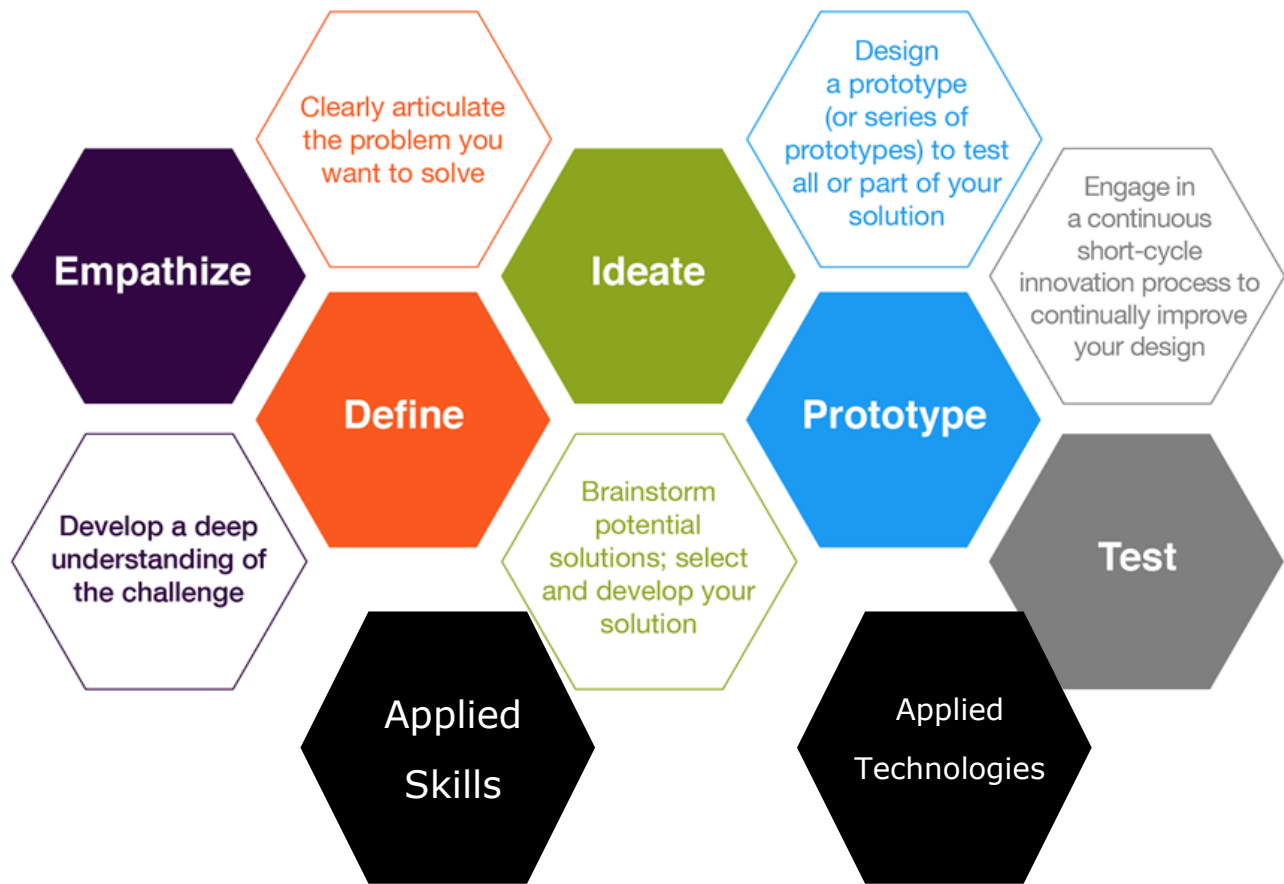 Empathize
Develop a deep
understanding of
the challenge
Clearly articulate
the problem you
want to solve
Define
Ideate
Brainstorm
potential
solutions; select
and develop your
solution
Design
a prototype
(or series of
prototypes) to test
all or part of your
solution
Prototype
Engage in
a continuous
short-cycle
innovation process to
continually improve
your design
Test
Applied
Skills
Applied
Technologies